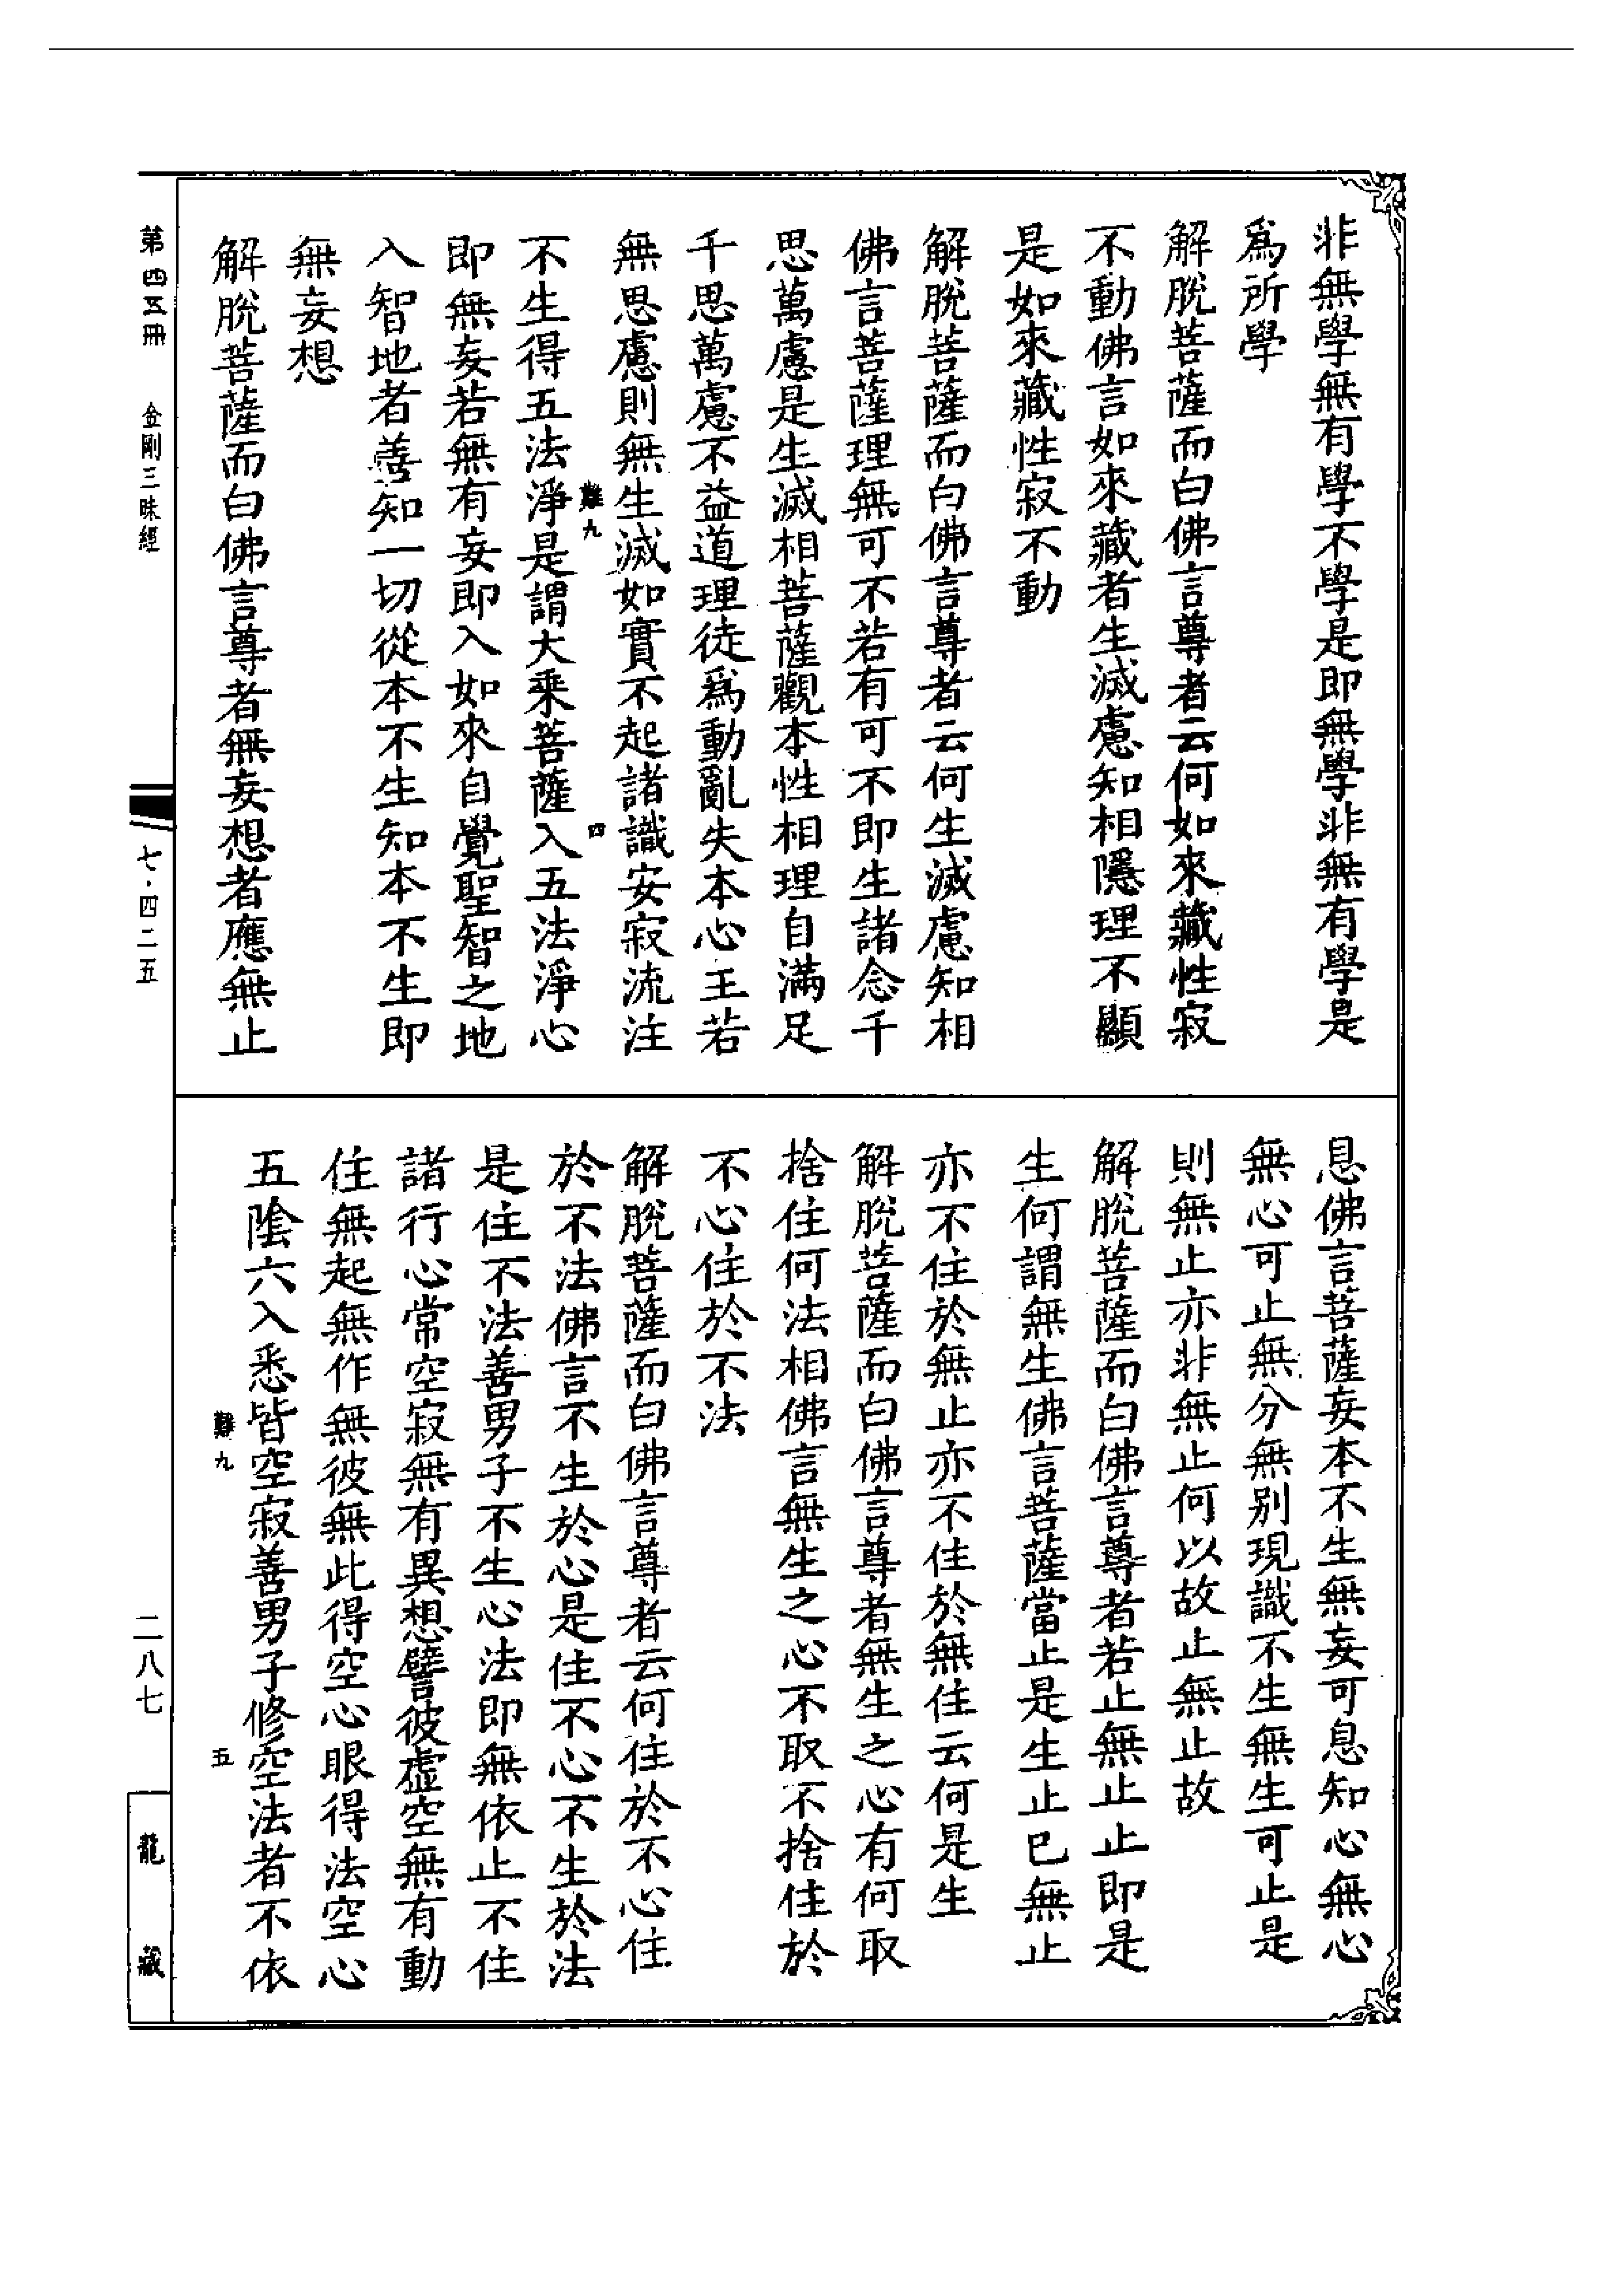 非無學無有學不學是即無學非無有學是
爲所學
解脫菩薩而白佛言尊者云何如來藏性寂
不動佛言如來藏者生滅慮知相隱理不顯
是如來藏性寂不動
解脫菩薩而白佛言尊者云何生滅慮知相
佛言菩薩理無可不若有可不即生諸念千
思萬慮是生滅相菩薩觀本性相理自滿足
千思萬慮不益道理徒爲動亂失本心王若
無思慮則無生滅如實不起諸識安寂流注
難九
四
不生得五法淨是謂大乘菩薩入五法淨心
即無妄若無有妄即入如來自覺聖智之地
入智地者善知一切從本不生知本不生即
無妄想
解脫菩薩而白佛言尊者無妄想者應無止
息佛言菩薩妄本不生無妄可息知心無心
無心可止無分無別現識不生無生可止是
則無止亦非無止何以故止無止故
解脫菩薩而白佛言尊者若止無止止即是
生何謂無生佛言菩薩當止是生止已無止
亦不住於無止亦不住於無住云何是生
解脫菩薩而白佛言尊者無生之心有何取
捨住何法相佛言無生之心不取不捨住於
不心住於不法
解脫菩薩而白佛言尊者云何住於不心住
於不法佛言不生於心是住不心不生於法
是住不法善男子不生心法即無依止不住
諸行心常空寂無有異想譬彼虛空無有動
住無起無作無彼無此得空心眼得法空心
五陰六入悉皆空寂善男子修空法者不依
難九
五
第四五冊
金剛三昧經
七·四二五
二八七
龍藏